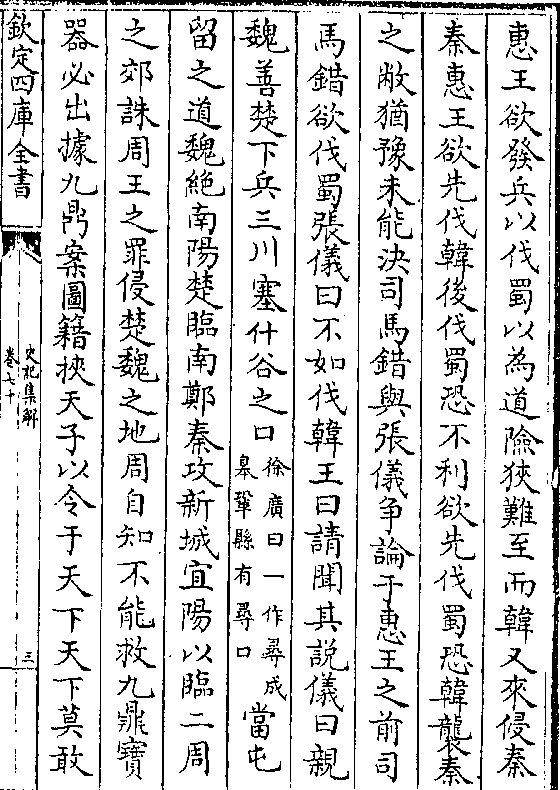 惠王欲發兵以伐蜀以為道險狹難至而韓又來侵秦
秦惠王欲先伐韓後伐蜀恐不利欲先伐蜀恐韓襲秦
之敝猶豫未能決司馬錯與張儀爭論于惠王之前司
馬錯欲伐蜀張儀曰不如伐韓王曰請聞其說儀曰親
魏善楚下兵三川塞什谷之口徐廣曰一作尋成臯鞏縣有尋口當屯
留之道魏絶南陽楚臨南鄭秦攻新城宜陽以臨二周
之郊誅周王之罪侵楚魏之地周自知不能救九鼎寶
器必出據九鼎案圖籍挾天子以令于天下天下莫敢
欽定四庫全書
史記集解
卷七十
三